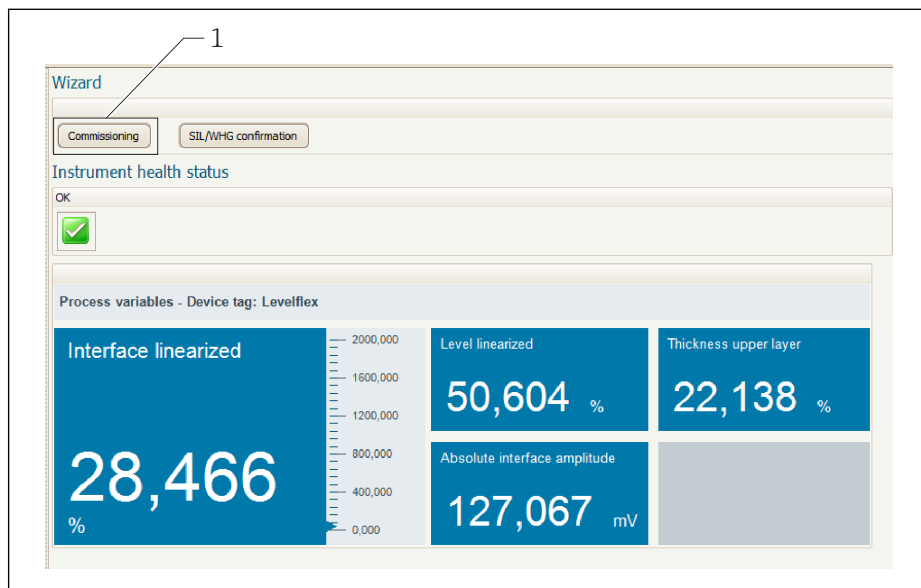 1
Wizard
Commissioning SIL/WHG confirmation
Instrument health status
OK
Process variables - Device tag: Levelflex
Interface linearized
28,466
%
2000,000
1600,000
1200,000
800,000
400,000
0,000
Level linearized
50,604 %
Thickness upper layer
22,138 %
Absolute interface amplitude
127,067 mV